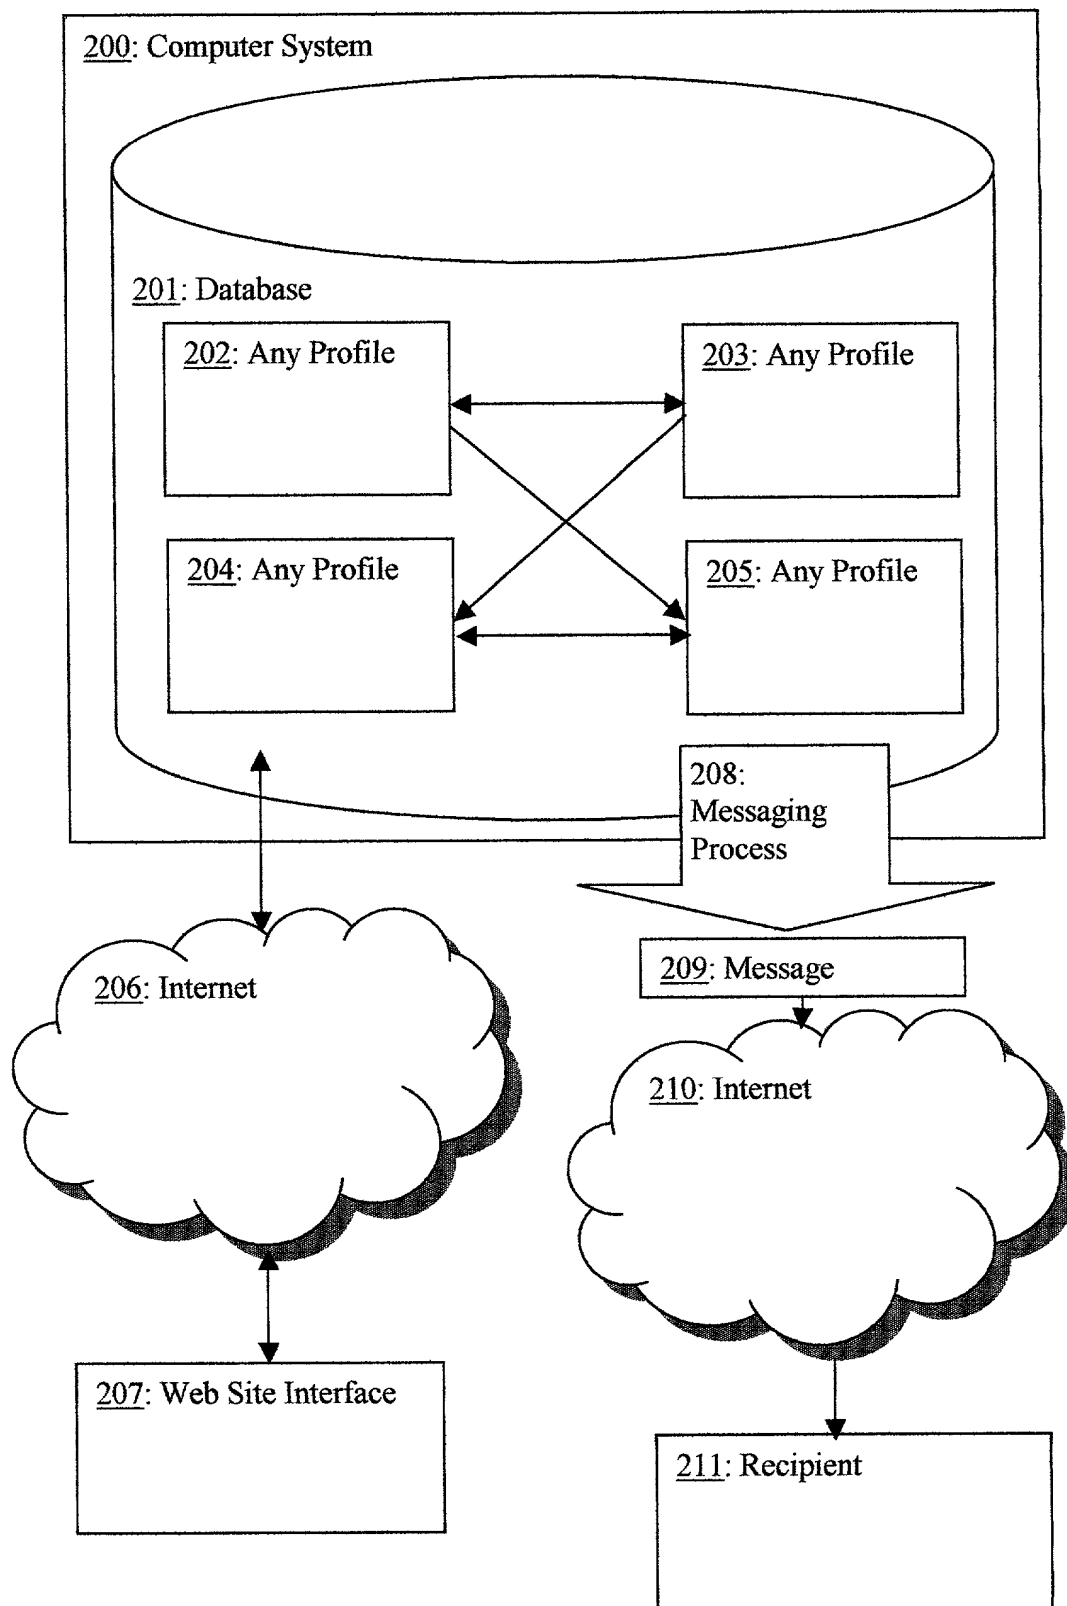 200: Computer System
201: Database
202: Any Profile
203: Any Profile
204: Any Profile
205: Any Profile
208:
Messaging
Process
206: Internet
209: Message
210: Internet
207: Web Site Interface
211: Recipient